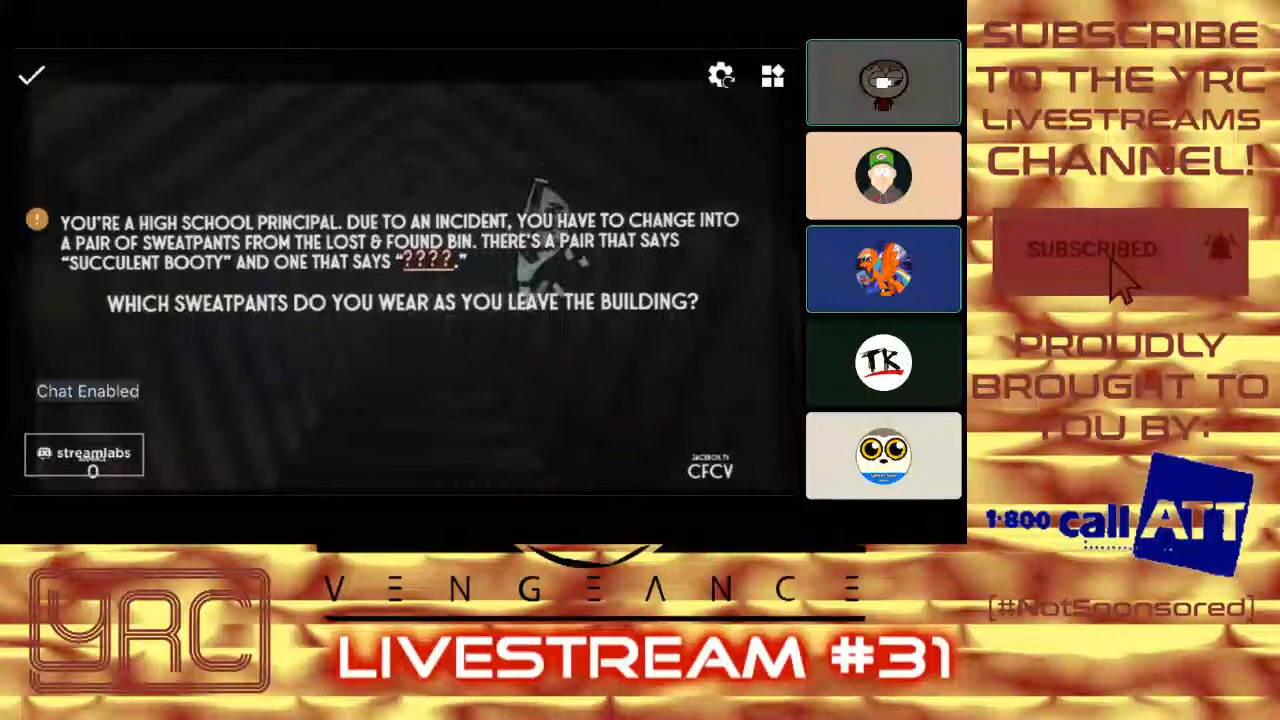 YOU'RE A HIGH SCHOOL PRINCIPAL. DUE TO AN INCIDENT, YOU HAVE TO CHANGE INTO
A PAIR OF SWEATPANTS FROM THE LOST & FOUND BIN. THERE'S A PAIR THAT SAYS
"SUCCULENT BOOTY" AND ONE THAT SAYS "????."
WHICH SWEATPANTS DO YOU WEAR AS YOU LEAVE THE BUILDING?
Chat Enabled
streamlabs
0
JACKBOX.TV
CFCV
TK
SUBSCRIBE
TO THE YRC
LIVESTREAMS
CHANNEL!
SUBSCRIBED
PROUDLY
BROUGHT TO
YOU BY:
1·800 call ATT
[#NotSponsored]
YRC
VENGEANCE
LIVESTREAM #31